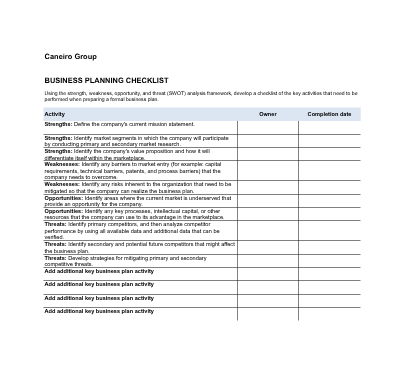 Caneiro Group
BUSINESS PLANNING CHECKLIST
Using the strength, weakness, opportunity, and threat (SWOT) analysis framework, develop a checklist of the key activities that need to be
performed when preparing a formal business plan.
Activity Owner Completion date
Strengths: Define the company's current mission statement.
Strengths: Identify market segments in which the company will participate
by conducting primary and secondary market research.
Strengths: Identify the company's value proposition and how it will
differentiate itself within the marketplace.
Weaknesses: Identify any barriers to market entry (for example: capital
requirements, technical barriers, patents, and process barriers) that the
company needs to overcome.
Weaknesses: Identify any risks inherent to the organization that need to be
mitigated so that the company can realize the business plan.
Opportunities: Identify areas where the current market is underserved that
provide an opportunity for the company.
Opportunities: Identify any key processes, intellectual capital, or other
resources that the company can use to its advantage in the marketplace.
Threats: Identify primary competitors, and then analyze competitor
performance by using all available data and additional data that can be
verified.
Threats: Identify secondary and potential future competitors that might affect
the business plan.
Threats: Develop strategies for mitigating primary and secondary
competitive threats.
Add additional key business plan activity
Add additional key business plan activity
Add additional key business plan activity
Add additional key business plan activity